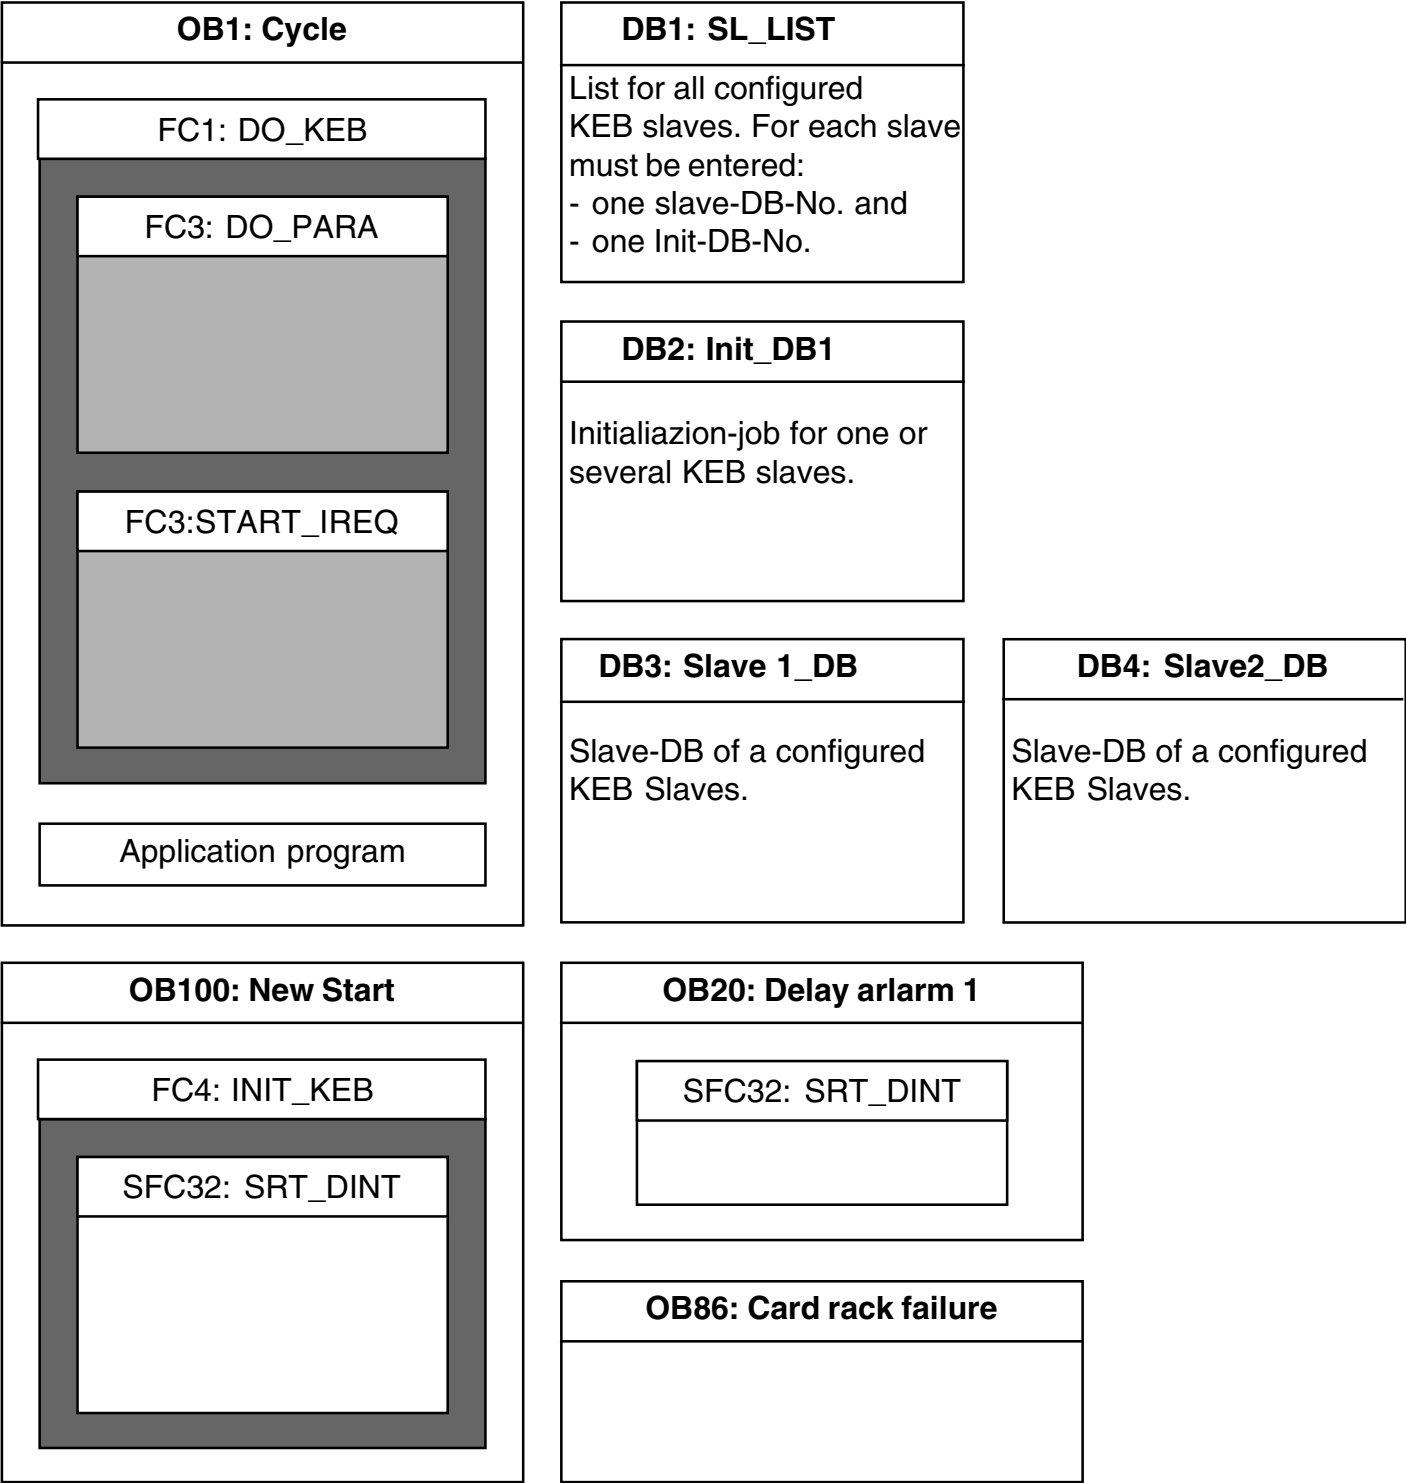 OB1: Cycle
FC1: DO_KEB
FC3: DO_PARA
FC3:START_IREQ
Application program
DB1: SL_LIST
List for all configured
KEB slaves. For each slave
must be entered:
- one slave-DB-No. and
- one Init-DB-No.
DB2: Init_DB1
Initialiazion-job for one or
several KEB slaves.
DB3: Slave 1_DB
Slave-DB of a configured
KEB Slaves.
DB4: Slave2_DB
Slave-DB of a configured
KEB Slaves.
OB100: New Start
FC4: INIT_KEB
SFC32: SRT_DINT
OB20: Delay arlarm 1
SFC32: SRT_DINT
OB86: Card rack failure